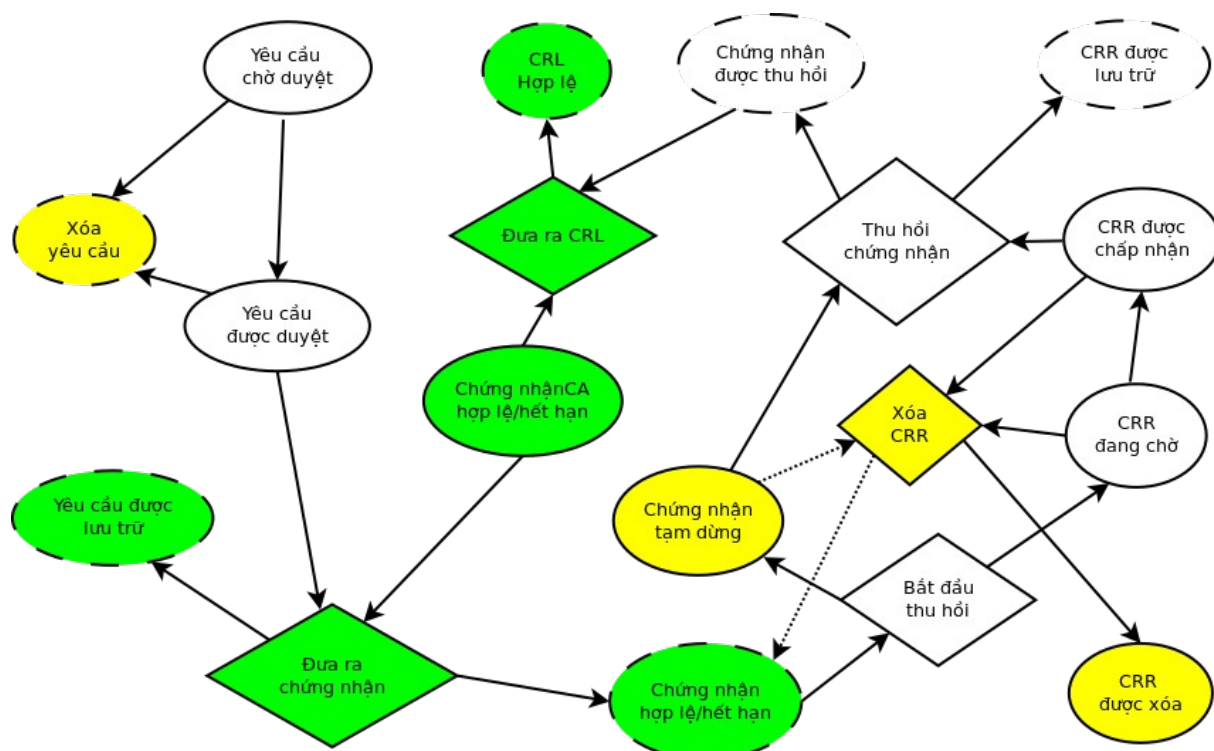 Yêu cầu
chờ duyệt
CRL
Hợp lệ
Chứng nhận
được thu hồi
CRR được
lưu trữ
Xóa
yêu cầu
Đưa ra CRL
Thu hồi
chứng nhận
CRR được
chấp nhận
Yêu cầu
được duyệt
Chứng nhậnCA
hợp lệ/hết hạn
Xóa
CRR
CRR
đang chờ
Yêu cầu được
lưu trữ
Chứng nhận
tạm dừng
Bắt đầu
thu hồi
Đưa ra
chứng nhận
Chứng nhận
hợp lệ/hết hạn
CRR
được xóa